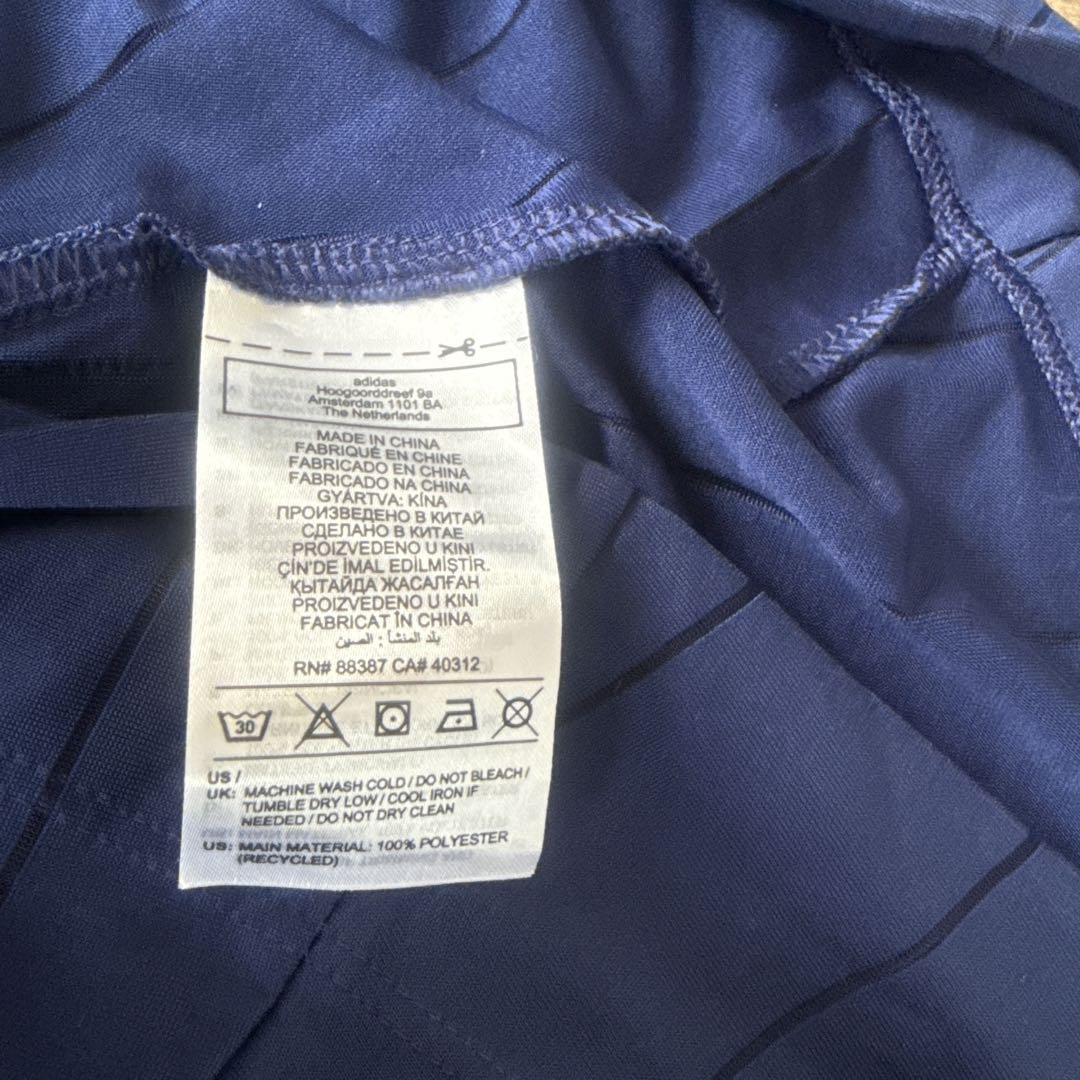 adidas
Hoogoorddreef 9a
Amsterdam 1101 BA
The Netherlands
MADE IN CHINA
FABRIQUÉ EN CHINE
FABRICADO EN CHINA
FABRICADO NA CHINA
GYÁRTVA: KÍNA
ПРОИЗВЕДЕНО В КИТАЙ
СДЕЛАНО В КИТАЕ
PROIZVEDENO U KINI
ÇİN'DE İMAL EDİLMİŞTİR.
ҚЫТАЙДА ЖАСАЛҒАН
PROIZVEDENO U KINI
FABRICAT ÎN CHINA
بلد المنشأ : الصين
RN# 88387 CA# 40312
30
US /
UK: MACHINE WASH COLD / DO NOT BLEACH /
TUMBLE DRY LOW / COOL IRON IF
NEEDED / DO NOT DRY CLEAN
US: MAIN MATERIAL: 100% POLYESTER
(RECYCLED)